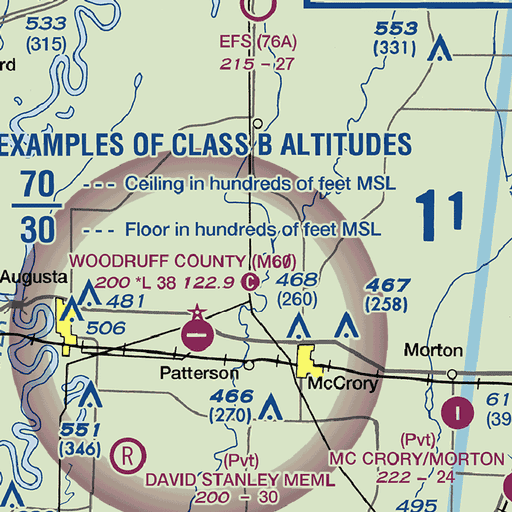 533
(315)
rd
EFS (76A)
215 - 27
553
(331)
EXAMPLES OF CLASS B ALTITUDES
70 --- Ceiling in hundreds of feet MSL
30 --- Floor in hundreds of feet MSL
11
WOODRUFF COUNTY (M60)
200 *L 38 122.9 C
Augusta
481
506
468
(260)
467
(258)
Patterson
McCrory
Morton
551
(346)
466
(270)
R
I
61
(39
(Pvt)
MC CRORY/MORTON
222 - 24
(Pvt)
DAVID STANLEY MEML
200 - 30
495